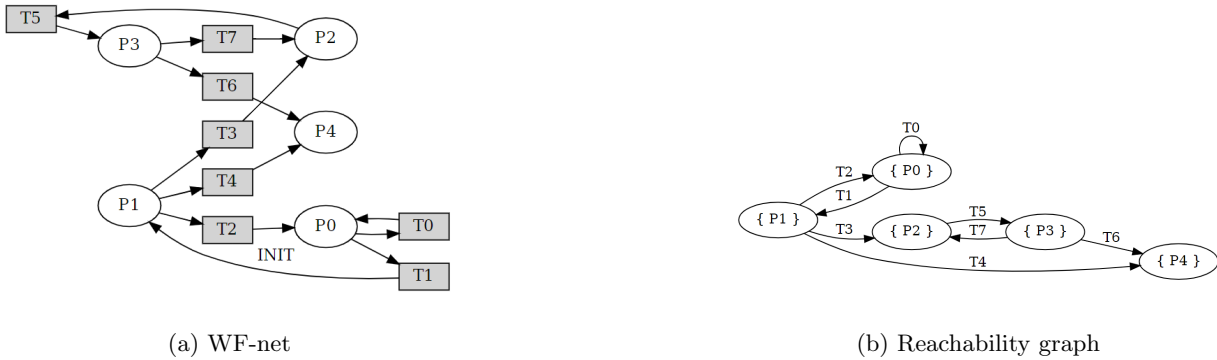 T5
P3
T7
P2
T6
T3
P4
T4
P1
T2
P0
T0
INIT
T1
(a) WF-net
T0
T2
{ P0 }
T1
{ P1 }
T3
{ P2 }
T5
T7
{ P3 }
T6
T4
{ P4 }
(b) Reachability graph